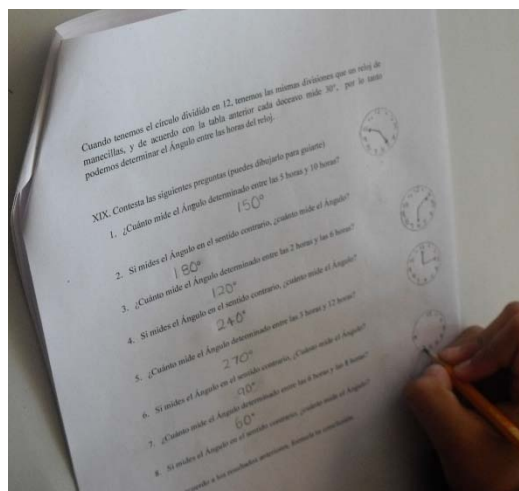 Cuando tenemos el círculo dividido en 12, tenemos las mismas divisiones que un reloj de
manecillas, y de acuerdo con la tabla anterior cada doceavo mide 30°, por lo tanto
podemos determinar el Ángulo entre las horas del reloj.
XIX. Contesta las siguientes preguntas (puedes dibujarlo para guiarte)
1. ¿Cuánto mide el Ángulo determinado entre las 5 horas y 10 horas?
150°
2. Si mides el Ángulo en el sentido contrario, ¿cuánto mide el Ángulo?
180°
3. ¿Cuánto mide el Ángulo determinado entre las 2 horas y las 6 horas?
120°
4. Si mides el Ángulo en el sentido contrario, ¿cuánto mide el Ángulo?
240°
5. ¿Cuánto mide el Ángulo determinado entre las 3 horas y 12 horas?
270°
6. Si mides el Ángulo en el sentido contrario, ¿Cuánto mide el Ángulo?
90°
7. ¿Cuánto mide el Ángulo determinado entre las 6 horas y las 8 horas?
60°
8. Si mides el Ángulo en el sentido contrario, ¿cuánto mide el Ángulo?
a los resultados anteriores, tu conclusión.